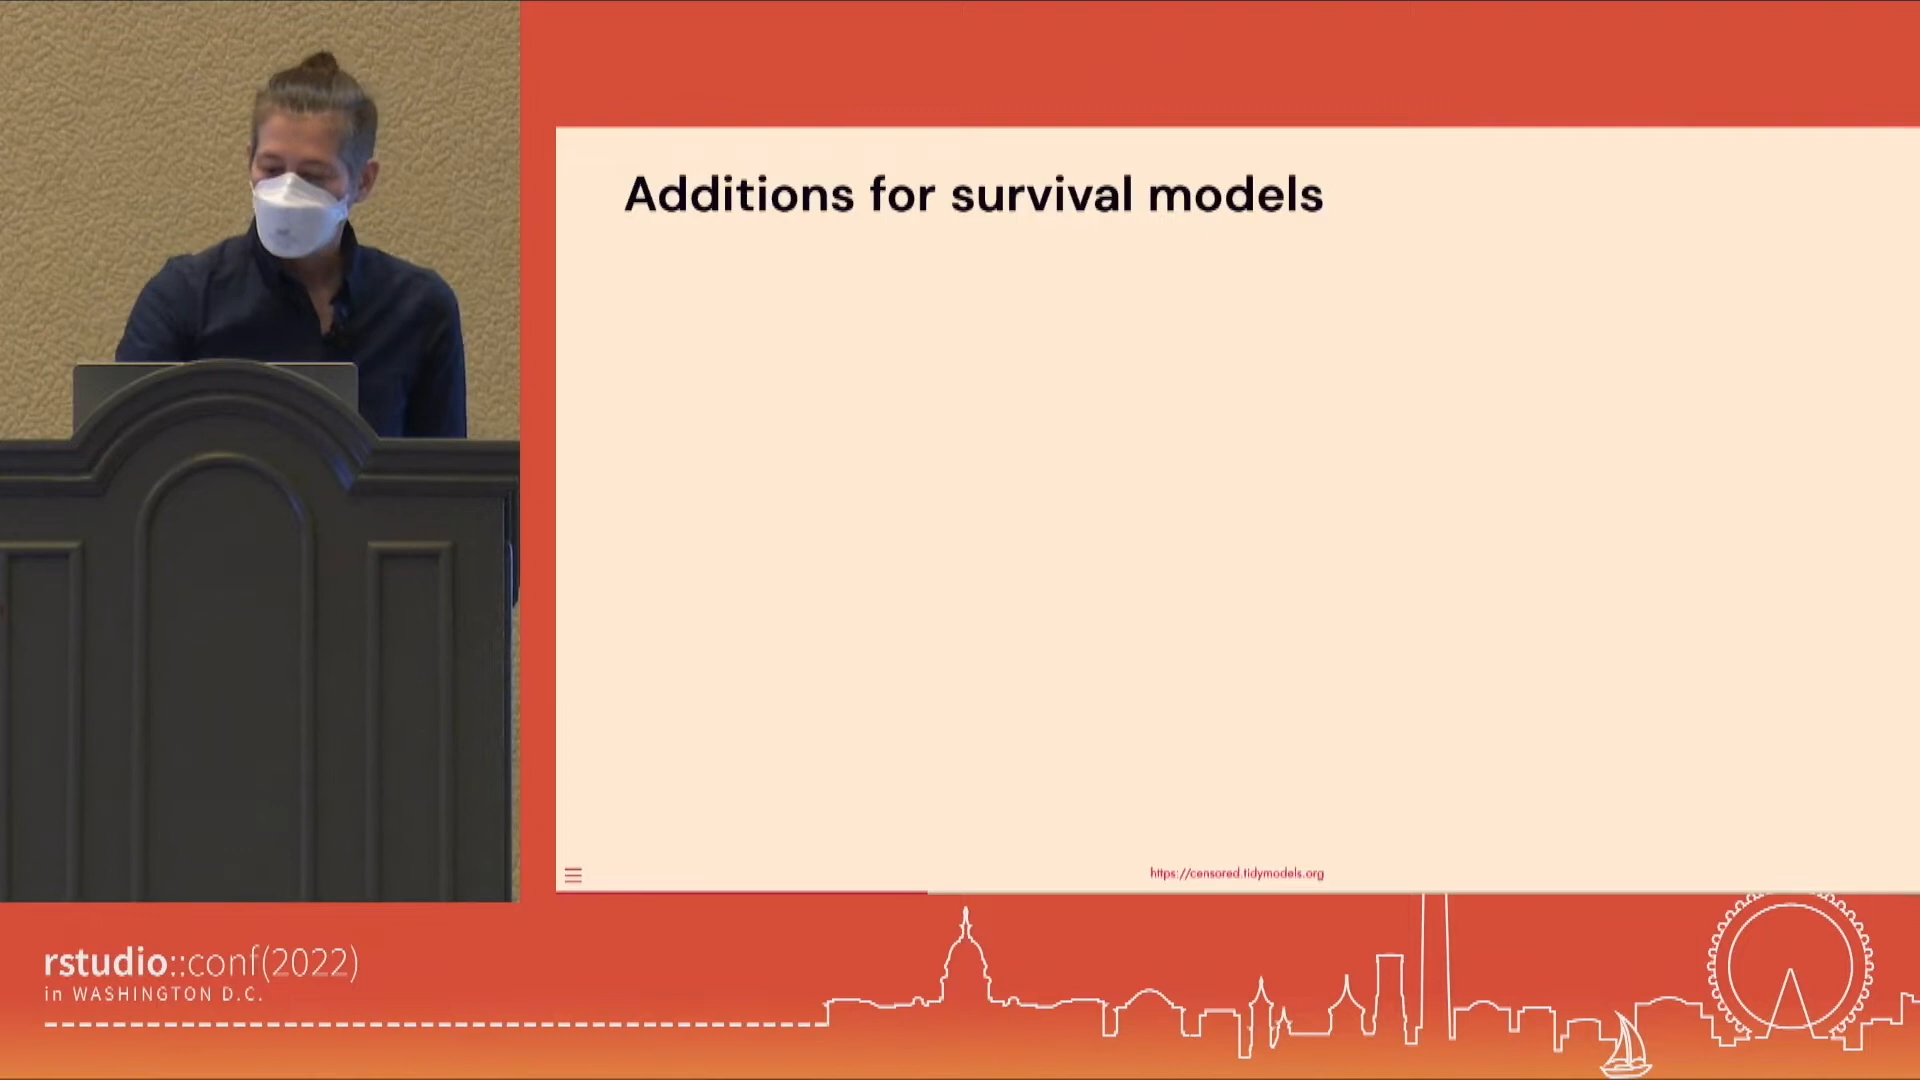 Additions for survival models
https://censored.tidymodels.org
rstudio::conf(2022)
in WASHINGTON D.C.